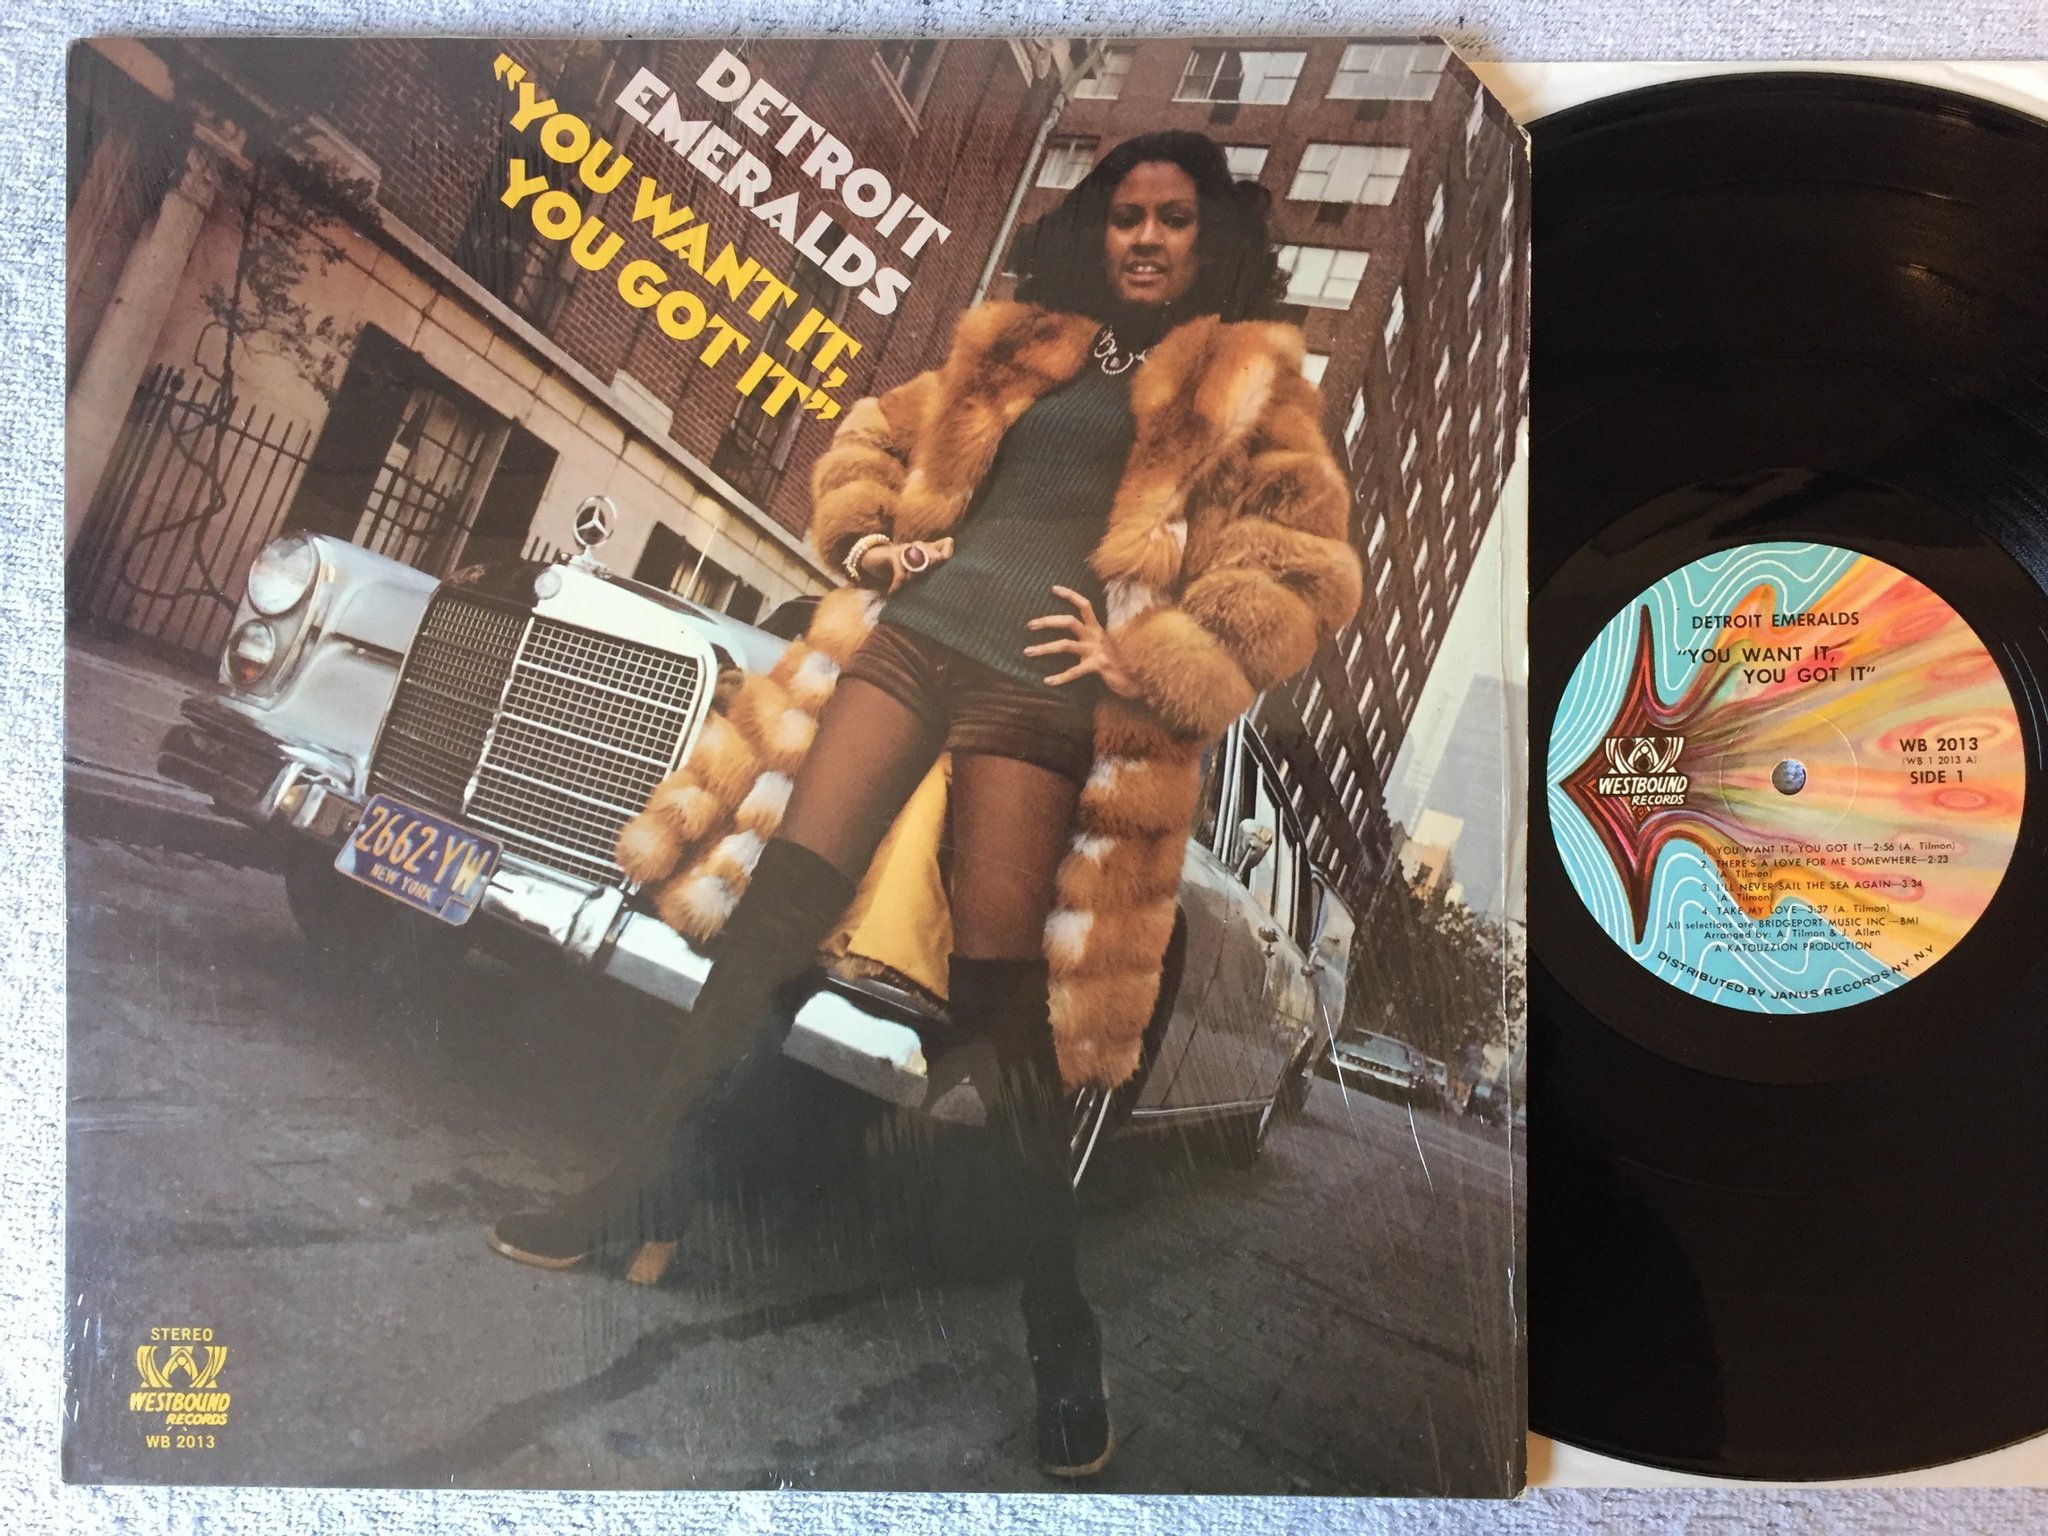 DETROIT
EMERALDS
"YOU WANT IT,
YOU GOT IT"
2662·YW
NEW YORK
STEREO
WESTBOUND
RECORDS
WB 2013
DETROIT EMERALDS
"YOU WANT IT,
YOU GOT IT"
WB 2013
(WB 1 2013 A)
SIDE 1
WESTBOUND
RECORDS
1. YOU WANT IT, YOU GOT IT—2:56 (A. Tilmon)
2. THERE'S A LOVE FOR ME SOMEWHERE—2:23
(A. Tilmon)
3. I'LL NEVER SAIL THE SEA AGAIN—3:34
(A. Tilmon)
4. TAKE MY LOVE—3:37 (A. Tilmon)
All selections are BRIDGEPORT MUSIC INC.—BMI
Arranged by: A. Tilmon & J. Allen
A KATOUZZION PRODUCTION
DISTRIBUTED BY JANUS RECORDS N.Y. N.Y